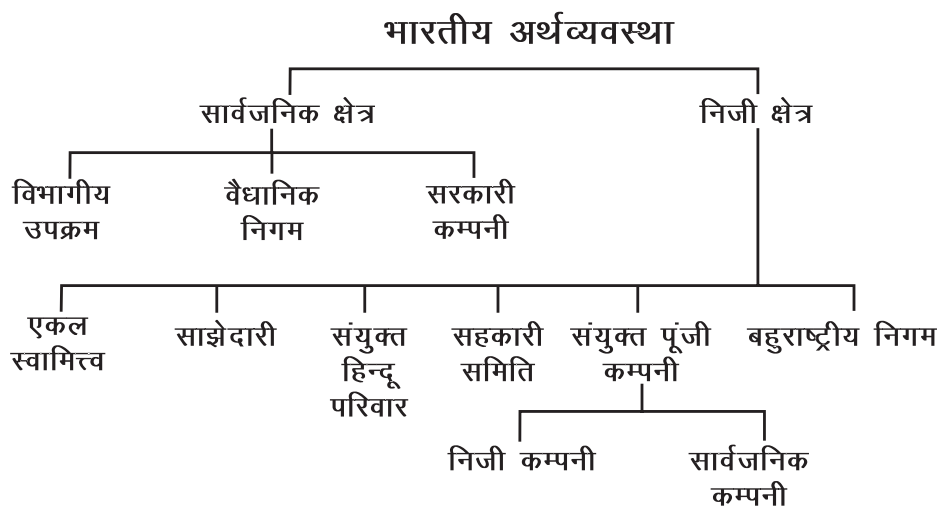 भारतीय अर्थव्यवस्था
सार्वजनिक क्षेत्र
निजी क्षेत्र
विभागीय
उपक्रम
वैधानिक
निगम
सरकारी
कम्पनी
एकल
स्वामित्त्व
साझेदारी
संयुक्त
हिन्दू
परिवार
सहकारी
समिति
संयुक्त पूंजी
कम्पनी
बहुराष्ट्रीय निगम
निजी कम्पनी
सार्वजनिक
कम्पनी